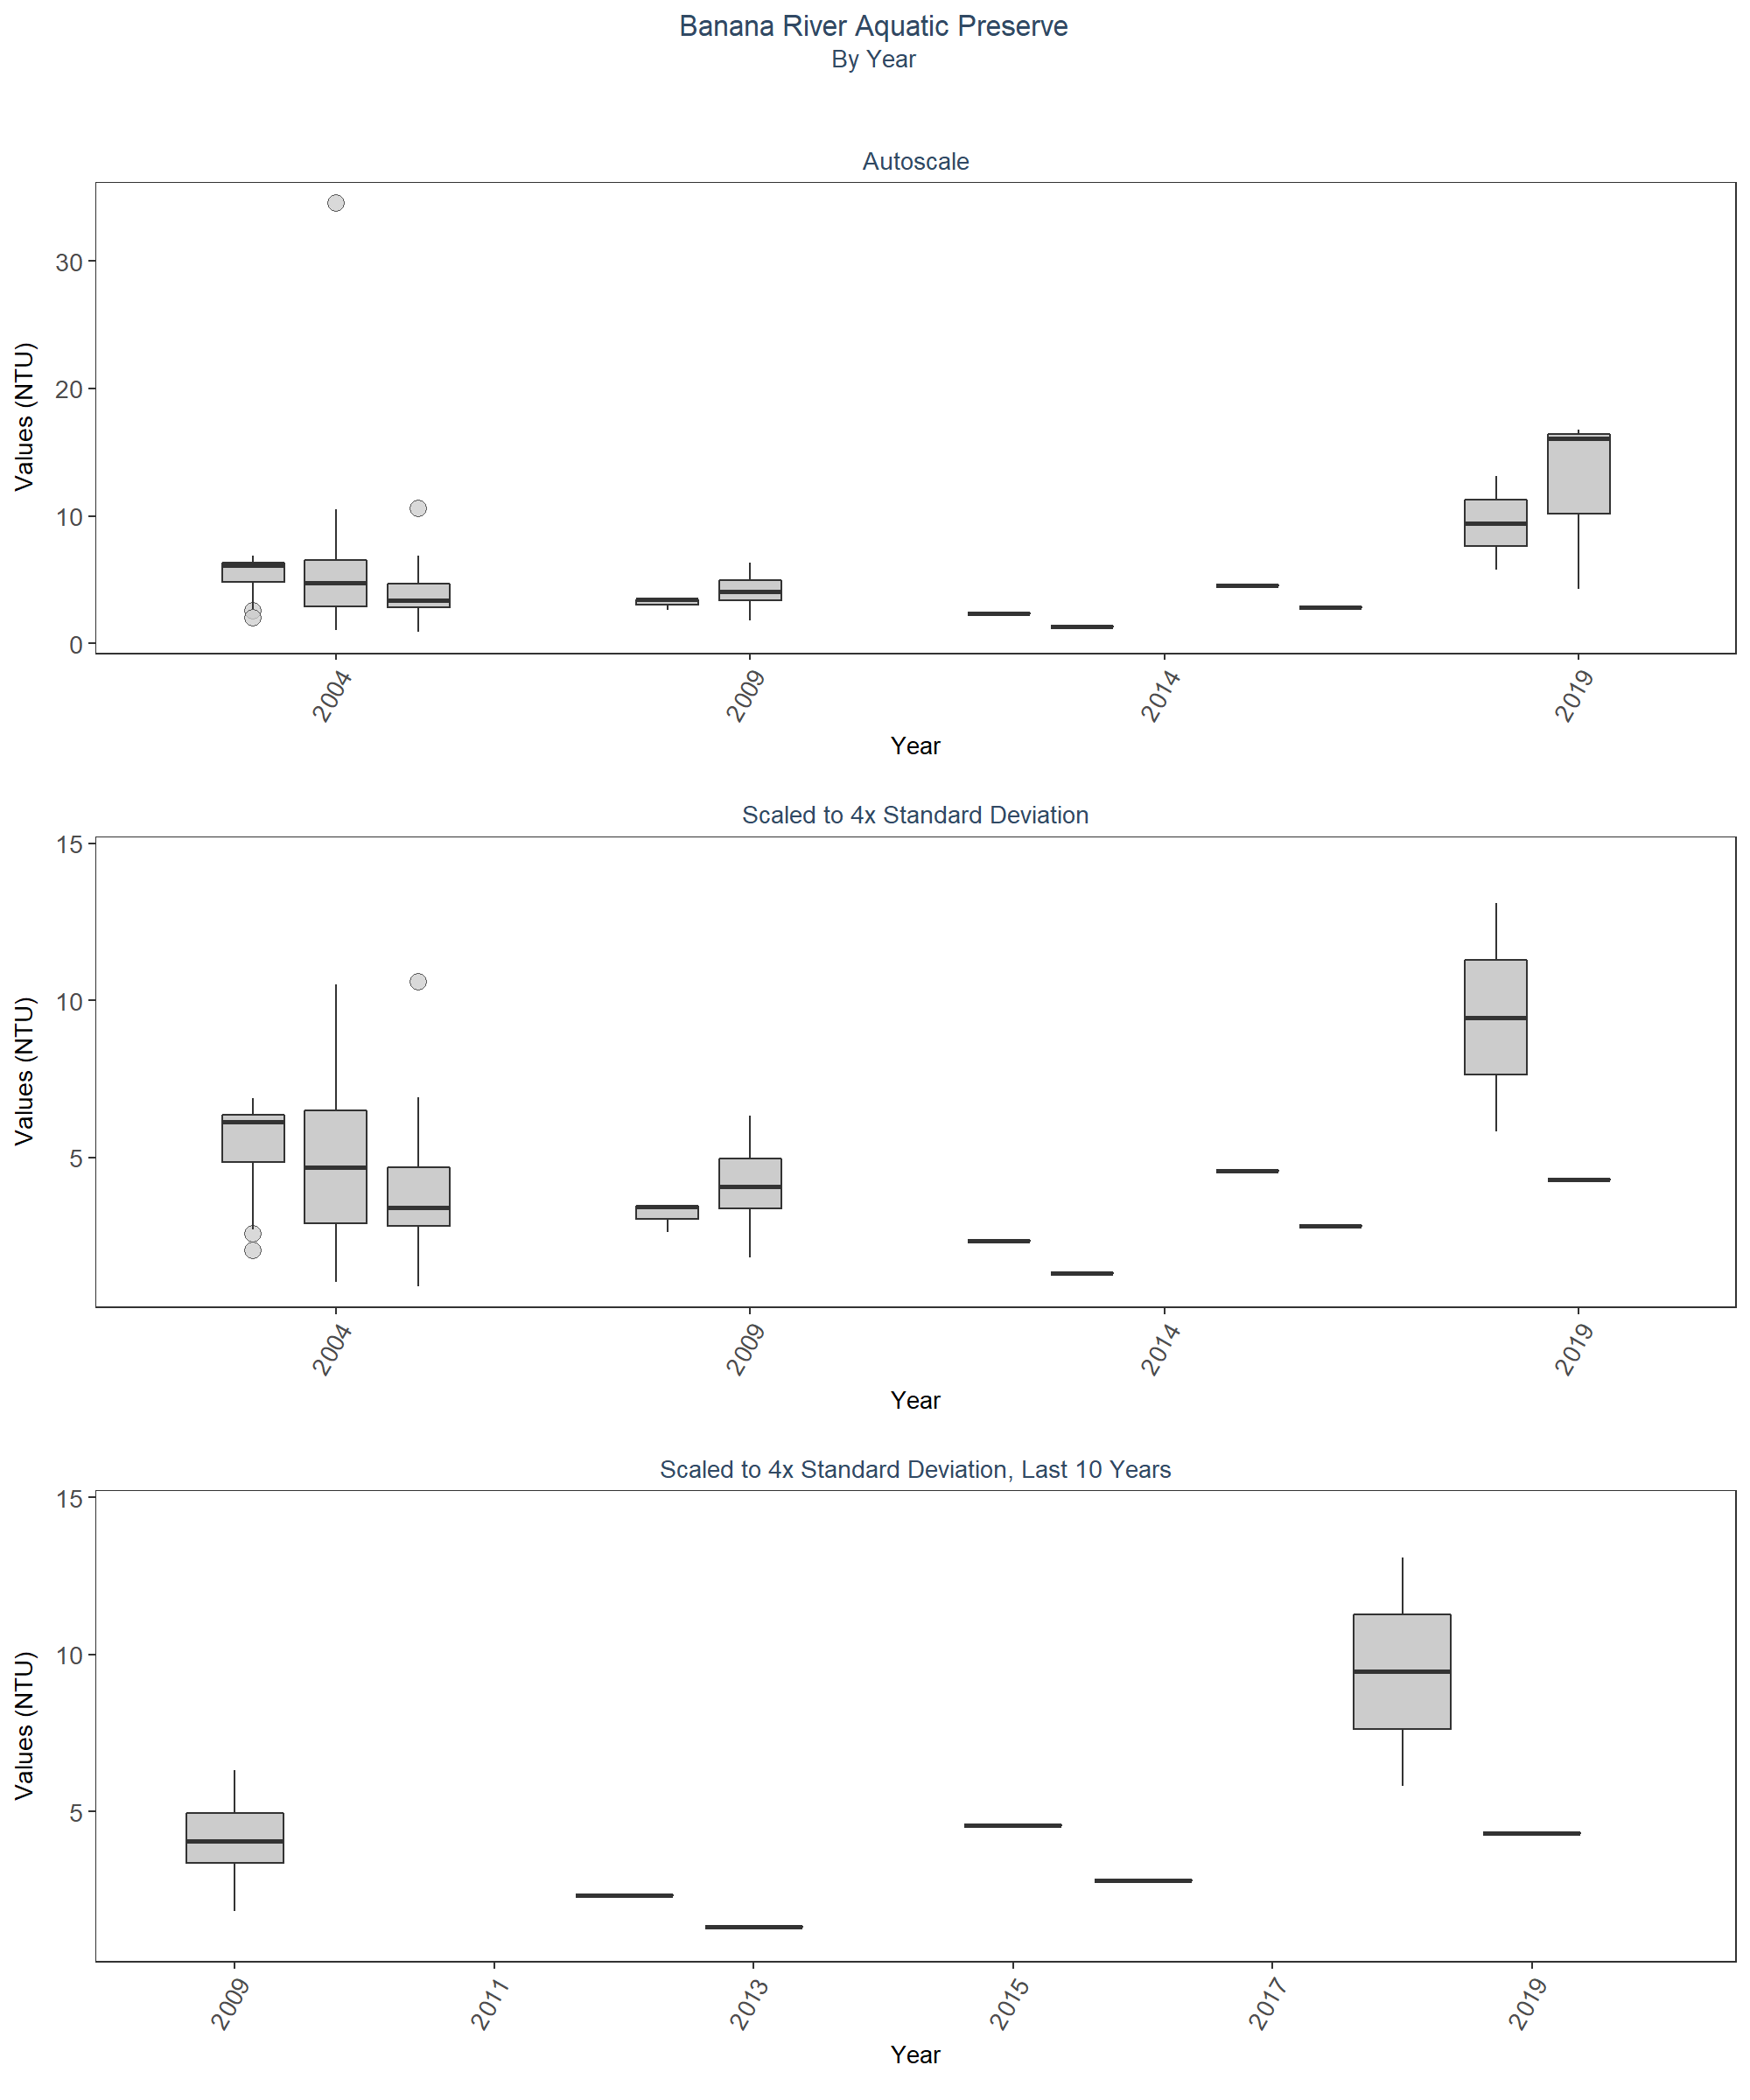 Banana River Aquatic Preserve
By Year
Autoscale
Values (NTU)
30
20
10
0
2004
2009
2014
2019
Year
Scaled to 4x Standard Deviation
Values (NTU)
15
10
5
2004
2009
2014
2019
Year
Scaled to 4x Standard Deviation, Last 10 Years
Values (NTU)
15
10
5
2009
2011
2013
2015
2017
2019
Year